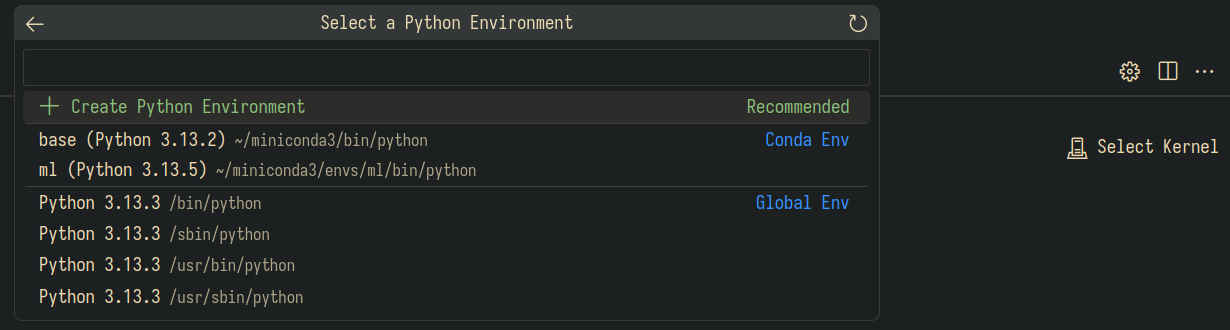 Select a Python Environment
Create Python Environment Recommended
base (Python 3.13.2) ~/miniconda3/bin/python Conda Env
ml (Python 3.13.5) ~/miniconda3/envs/ml/bin/python
Python 3.13.3 /bin/python Global Env
Python 3.13.3 /sbin/python
Python 3.13.3 /usr/bin/python
Python 3.13.3 /usr/sbin/python
Select Kernel